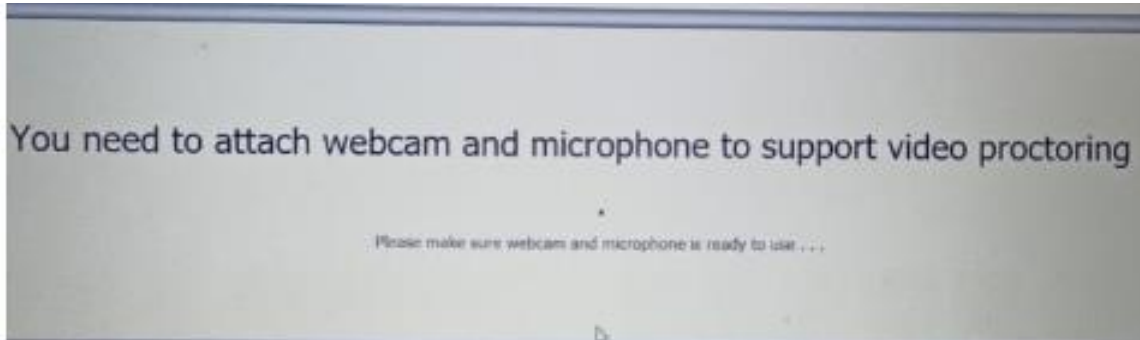 You need to attach webcam and microphone to support video proctoring
.
Please make sure webcam and microphone is ready to use . . .